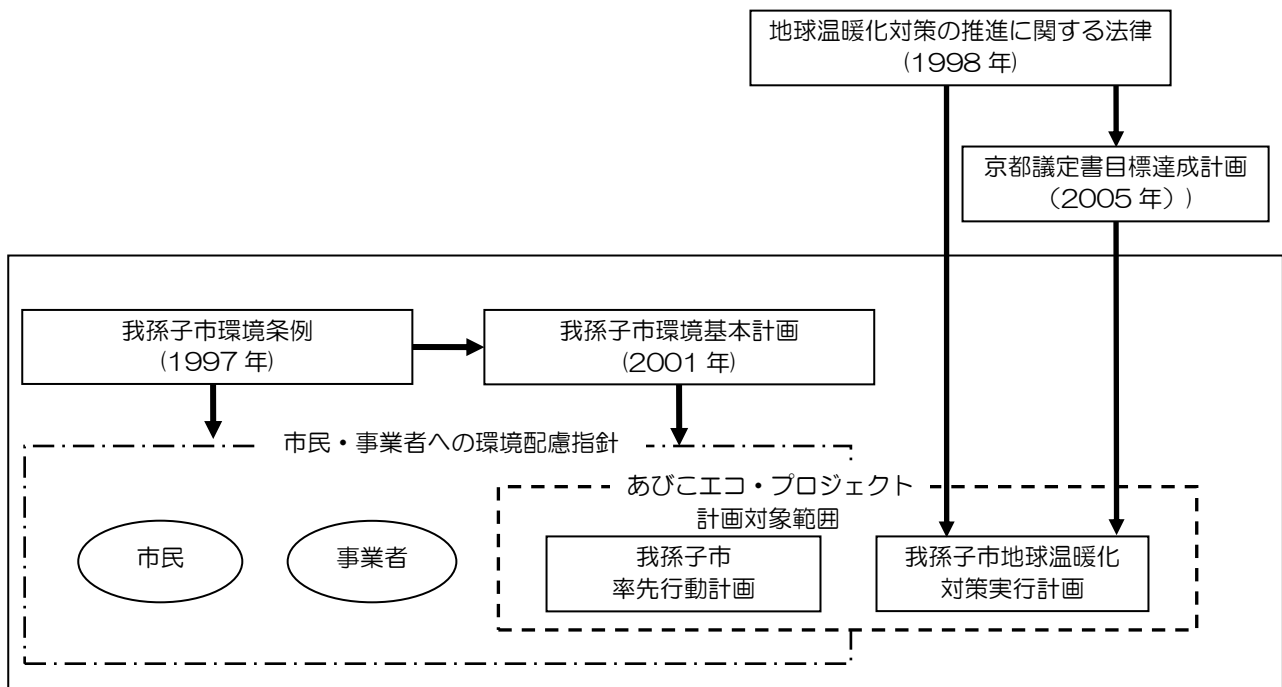 地球温暖化対策の推進に関する法律
(1998 年)
京都議定書目標達成計画
（2005 年）)
我孫子市環境条例
(1997 年)
我孫子市環境基本計画
(2001 年)
市民・事業者への環境配慮指針
あびこエコ・プロジェクト
計画対象範囲
市民
事業者
我孫子市
率先行動計画
我孫子市地球温暖化
対策実行計画